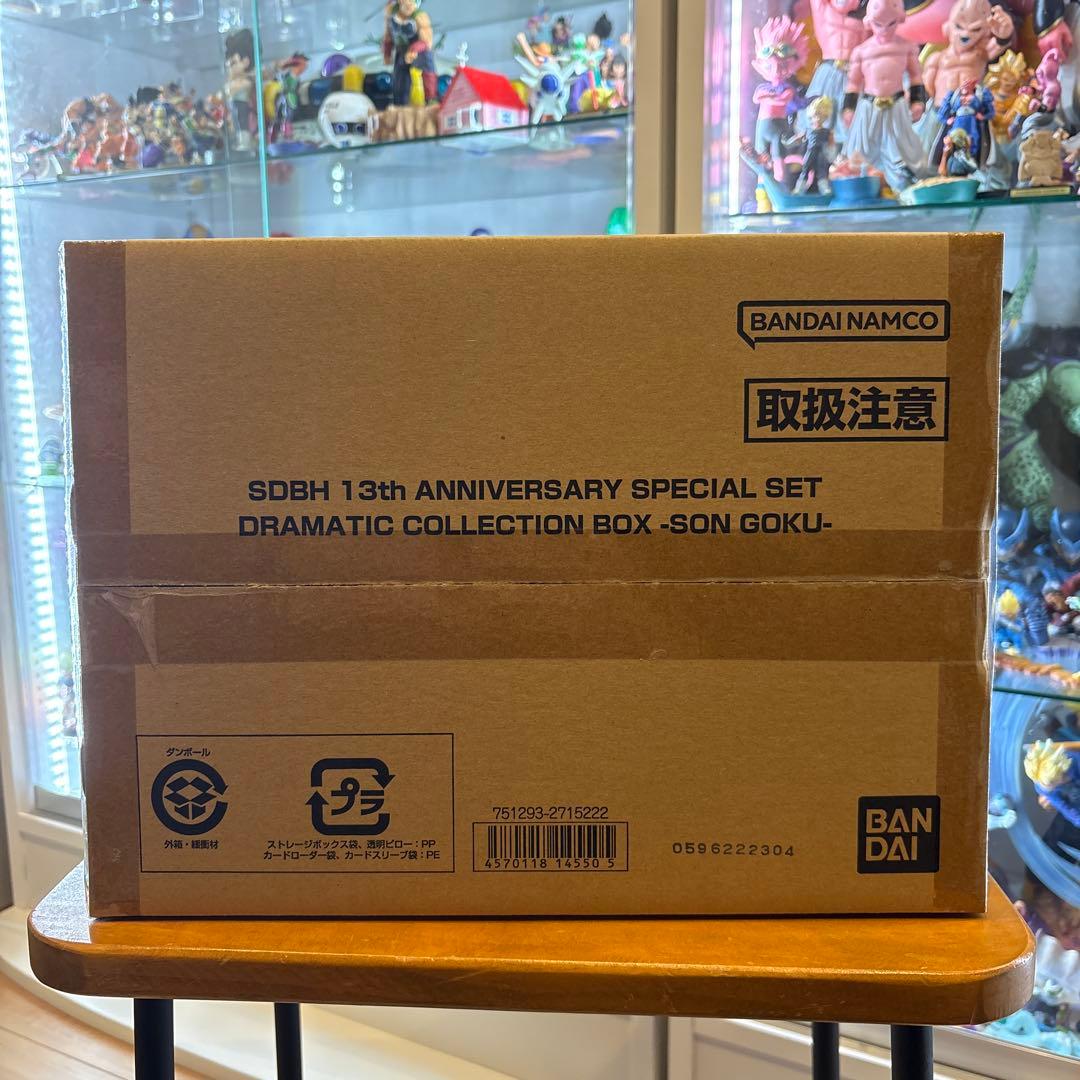 BANDAI NAMCO
取扱注意
SDBH 13th ANNIVERSARY SPECIAL SET
DRAMATIC COLLECTION BOX -SON GOKU-
ダンボール
外箱・緩衝材
プラ
ストレージボックス袋、透明ピロー：PP
カードローダー袋、カードスリーブ袋：PE
751293-2715222
4570118 14550 5
0596222304
BAN
DAI